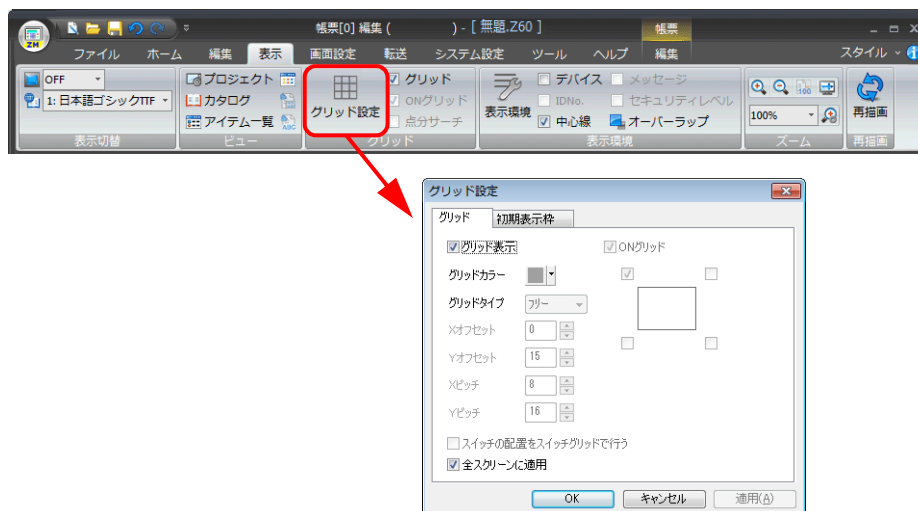 帳票[0] 編集 ( ) - [ 無題.Z60 ] 帳票
ZM ファイル ホーム 編集 表示 画面設定 転送 システム設定 ツール ヘルプ 編集 スタイル
OFF プロジェクト グリッド デバイス メッセージ
1: 日本語ゴシックTTF カタログ グリッド設定 ONグリッド 表示環境 IDNo. セキュリティレベル 100 100% 再描画
アイテム一覧 ABC 点分サーチ 中心線 オーバーラップ
表示切替 ビュー グリッド 表示環境 ズーム 再描画
グリッド設定
グリッド 初期表示枠
グリッド表示 ONグリッド
グリッドカラー
グリッドタイプ フリー
Xオフセット 0
Yオフセット 15
Xピッチ 8
Yピッチ 16
スイッチの配置をスイッチグリッドで行う
全スクリーンに適用
OK キャンセル 適用(A)